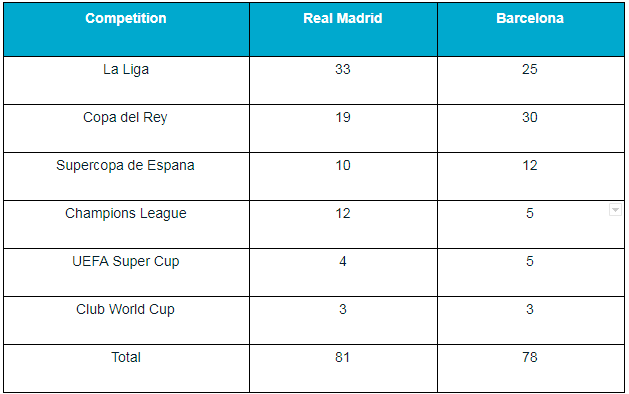 Competition Real Madrid Barcelona
La Liga 33 25
Copa del Rey 19 30
Supercopa de Espana 10 12
Champions League 12 5
UEFA Super Cup 4 5
Club World Cup 3 3
Total 81 78